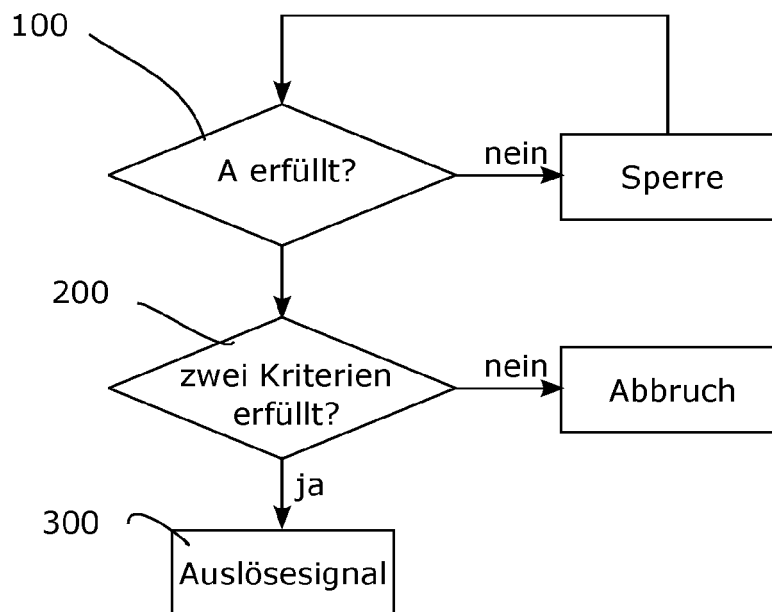 100
A erfüllt?
nein
Sperre
200
zwei Kriterien
erfüllt?
nein
Abbruch
ja
300
Auslösesignal